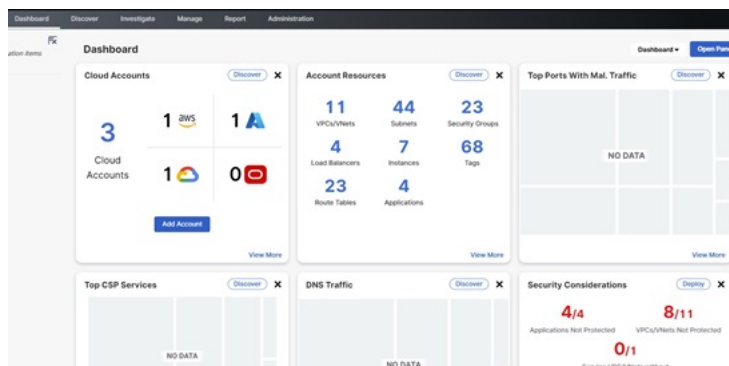 Dashboard Discover Investigate Manage Report Administration
ation items
Dashboard
Dashboard
Open Pane
Cloud Accounts
Discover
3
Cloud
Accounts
1 aws
1
1
0
Add Account
View More
Account Resources
Discover
11
VPCs/VNets
44
Subnets
23
Security Groups
4
Load Balancers
7
Instances
68
Tags
23
Route Tables
4
Applications
View More
Top Ports With Mal. Traffic
Discover
NO DATA
View More
Top CSP Services
Discover
NO DATA
DNS Traffic
Discover
NO DATA
Security Considerations
Deploy
4/4
Applications Not Protected
8/11
VPCs/VNets Not Protected
0/1